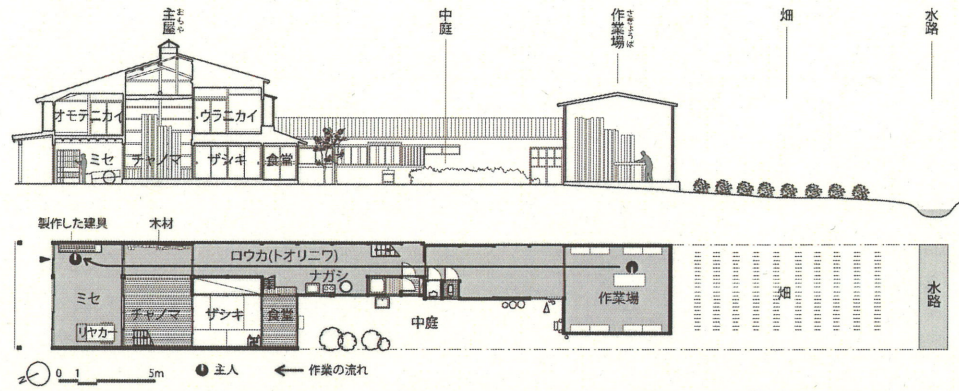 主屋
おもや
中庭
作業場
さぎょうば
畑
水路
オモテニカイ
ウラニカイ
ミセ
チャノマ
ザシキ
食堂
製作した建具
木材
ロウカ(トオリニワ)
ナガシ
ミセ
リヤカー
チャノマ
ザシキ
食堂
中庭
作業場
畑
水路
Z 0 1 5m 主人 作業の流れ